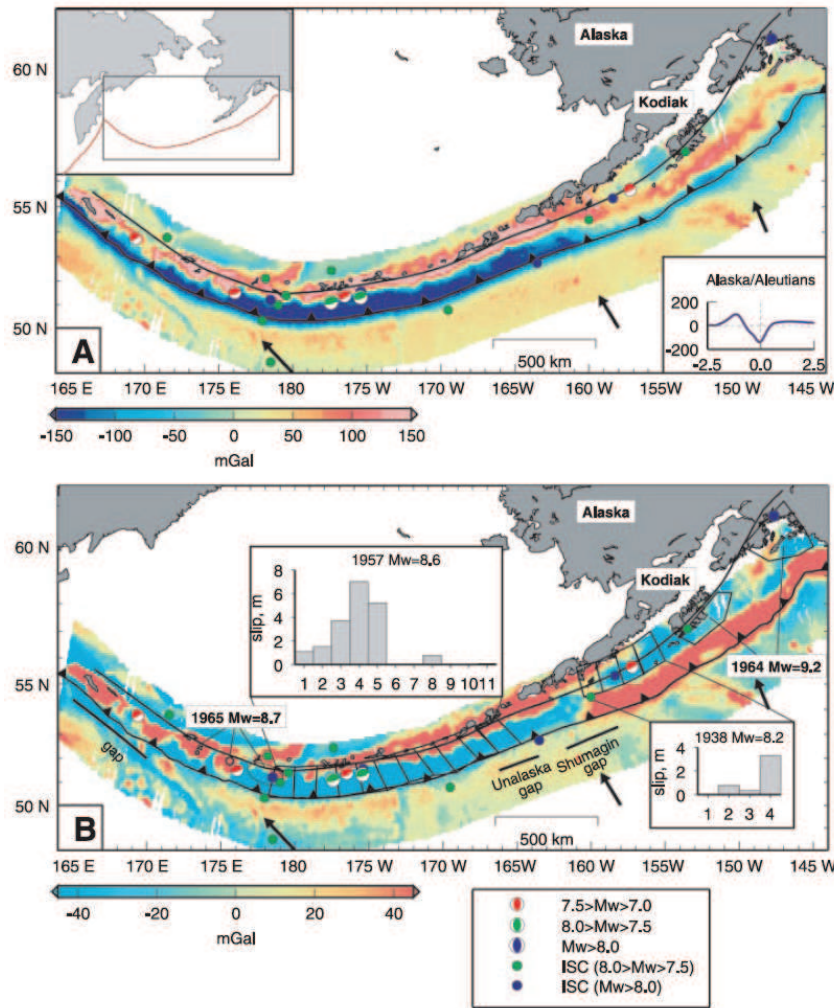 Alaska
60 N
Kodiak
55 N
Alaska/Aleutians
200
0
-200
50 N
A
500 km
-2.5 0.0 2.5
165 E 170 E 175 E 180 175 W 170 W 165W 160 W 155 W 150 W 145 W
-150 -100 -50 0 50 100 150
mGal
Alaska
60 N
1957 Mw=8.6
8
6
4
2
0
slip, m
1 2 3 4 5 6 7 8 9 10 11
Kodiak
1964 Mw=9.2
55 N
1965 Mw=8.7
gap
1938 Mw=8.2
Unalaska
gap
Shumagin
gap
4
2
0
slip, m
1 2 3 4
50 N
B
500 km
165 E 170 E 175 E 180 175 W 170 W 165W 160 W 155 W 150 W 145 W
-40 -20 0 20 40
mGal
7.5>Mw>7.0
8.0>Mw>7.5
Mw>8.0
ISC (8.0>Mw>7.5)
ISC (Mw>8.0)